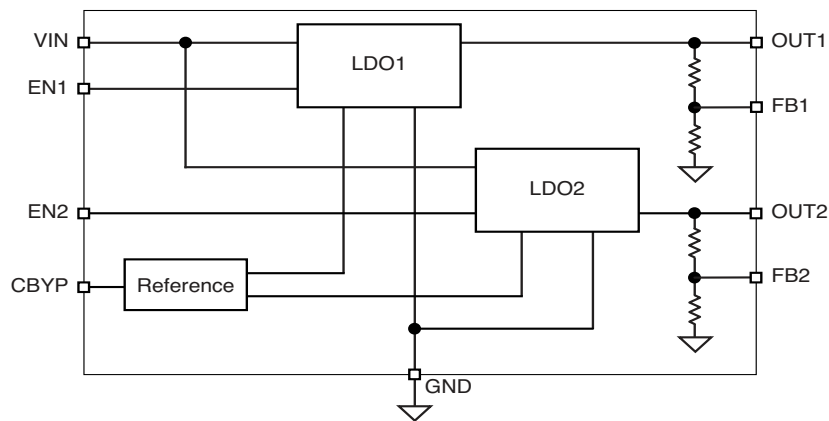 VIN
LDO1
OUT1
EN1
FB1
LDO2
EN2
OUT2
CBYP
Reference
FB2
GND